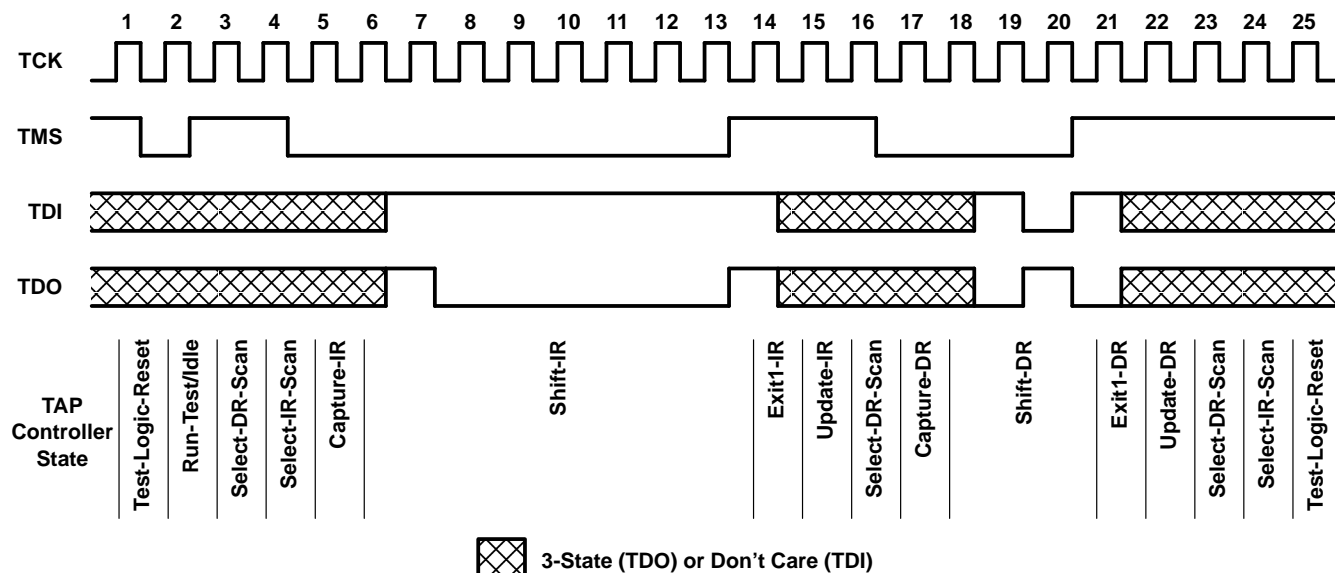 1 2 3 4 5 6 7 8 9 10 11 12 13 14 15 16 17 18 19 20 21 22 23 24 25
TCK
TMS
TDI
TDO
TAP
Controller
State
Test-Logic-Reset
Run-Test/Idle
Select-DR-Scan
Select-IR-Scan
Capture-IR
Shift-IR
Exit1-IR
Update-IR
Select-DR-Scan
Capture-DR
Shift-DR
Exit1-DR
Update-DR
Select-DR-Scan
Select-IR-Scan
Test-Logic-Reset
3-State (TDO) or Don’t Care (TDI)